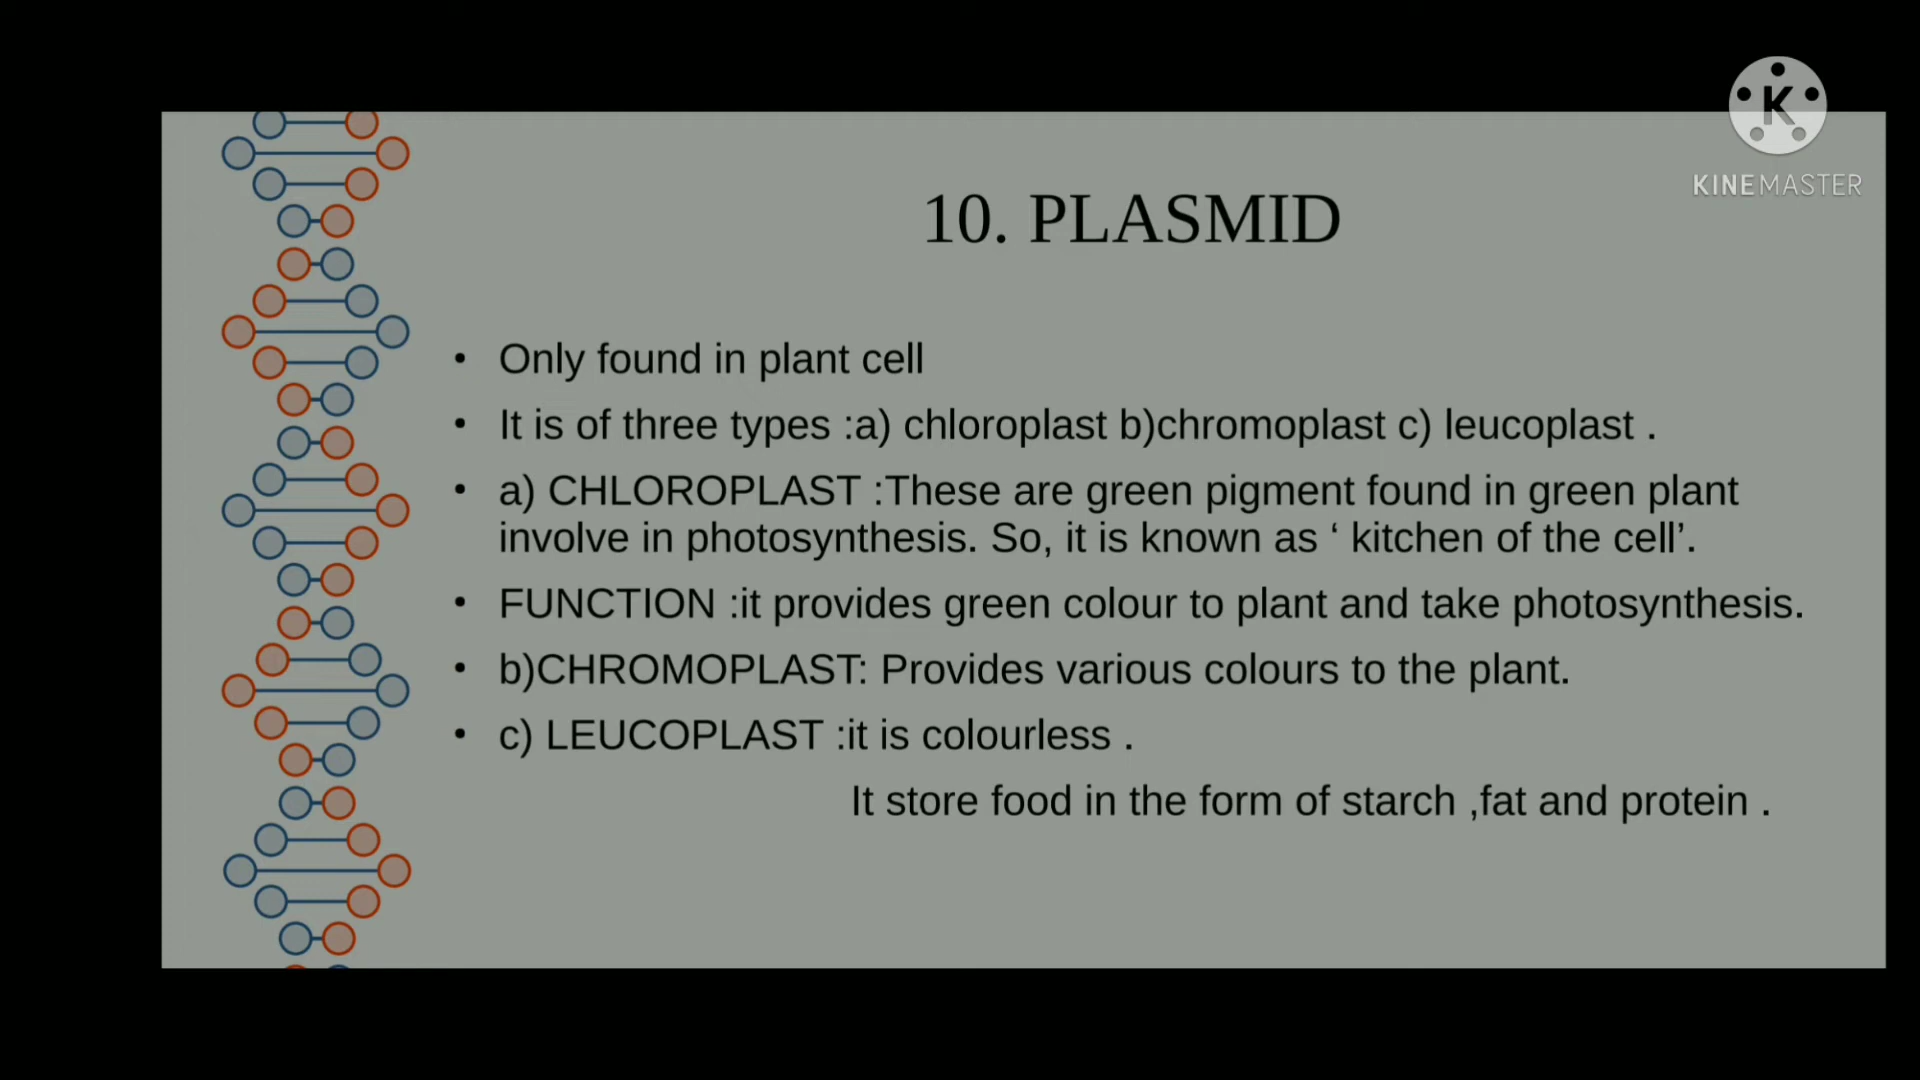 K
KINEMASTER
10. PLASMID
• Only found in plant cell
• It is of three types :a) chloroplast b)chromoplast c) leucoplast .
• a) CHLOROPLAST :These are green pigment found in green plant
involve in photosynthesis. So, it is known as ‘ kitchen of the cell’.
• FUNCTION :it provides green colour to plant and take photosynthesis.
• b)CHROMOPLAST: Provides various colours to the plant.
• c) LEUCOPLAST :it is colourless .
It store food in the form of starch ,fat and protein .